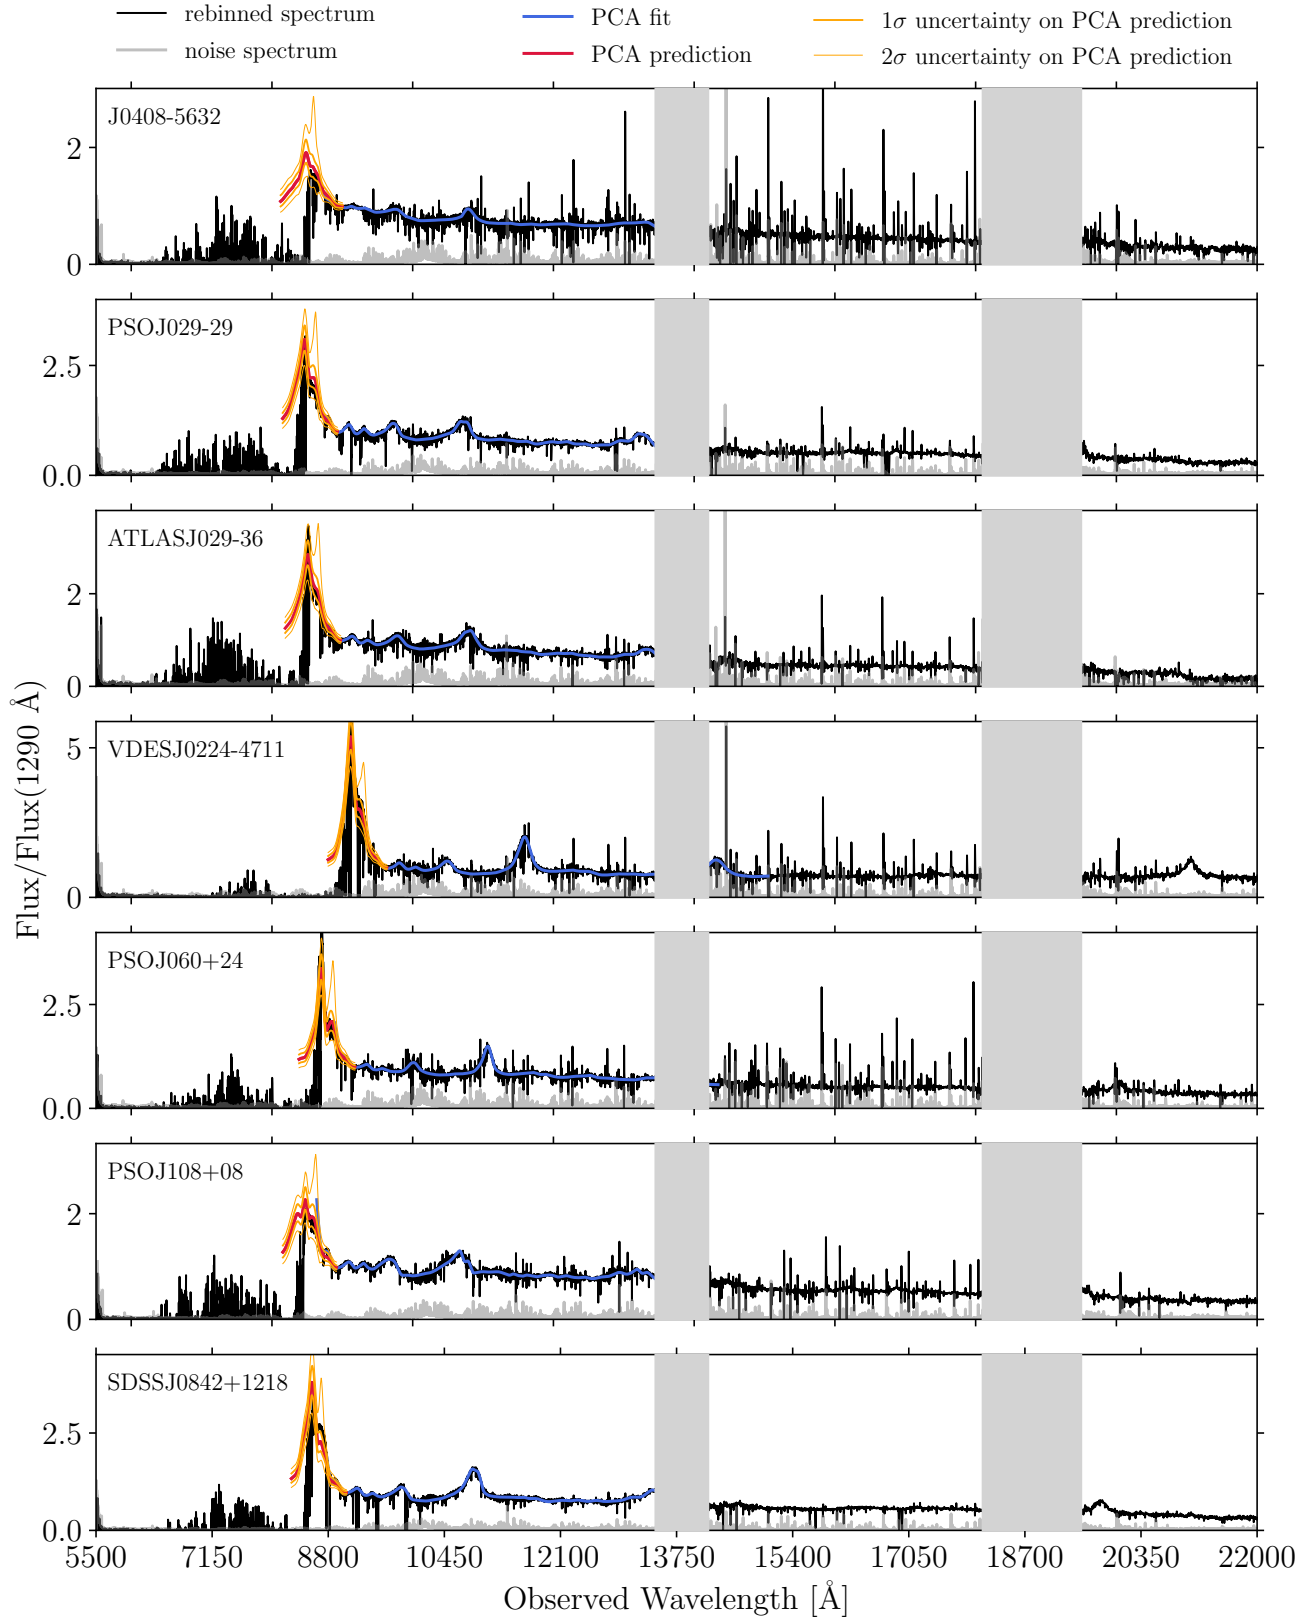 rebinned spectrum
noise spectrum
PCA fit
PCA prediction
1σ uncertainty on PCA prediction
2σ uncertainty on PCA prediction
Flux/Flux(1290 Å)
J0408-5632
2
0
PSOJ029-29
2.5
0.0
ATLASJ029-36
2
0
VDESJ0224-4711
5
0
PSOJ060+24
2.5
0.0
PSOJ108+08
2
0
SDSSJ0842+1218
2.5
0.0
5500 7150 8800 10450 12100 13750 15400 17050 18700 20350 22000
Observed Wavelength [Å]